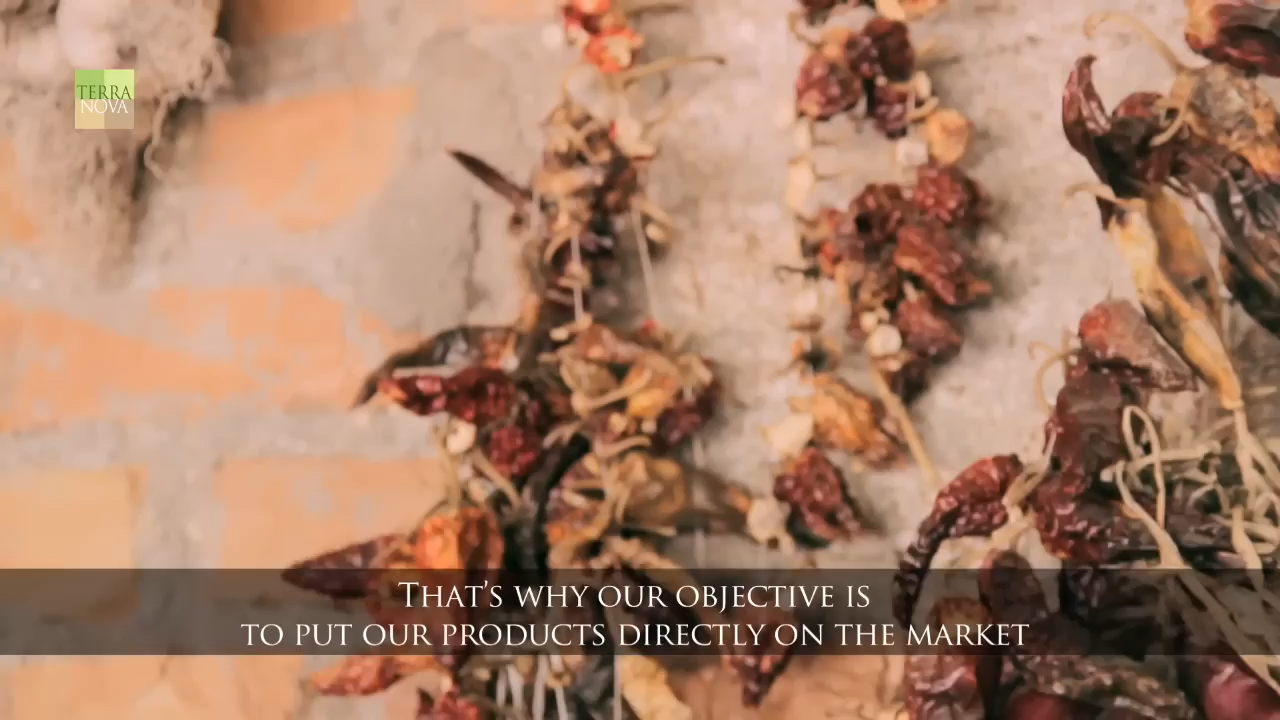 TERRA
NOVA
THAT'S WHY OUR OBJECTIVE IS
TO PUT OUR PRODUCTS DIRECTLY ON THE MARKET